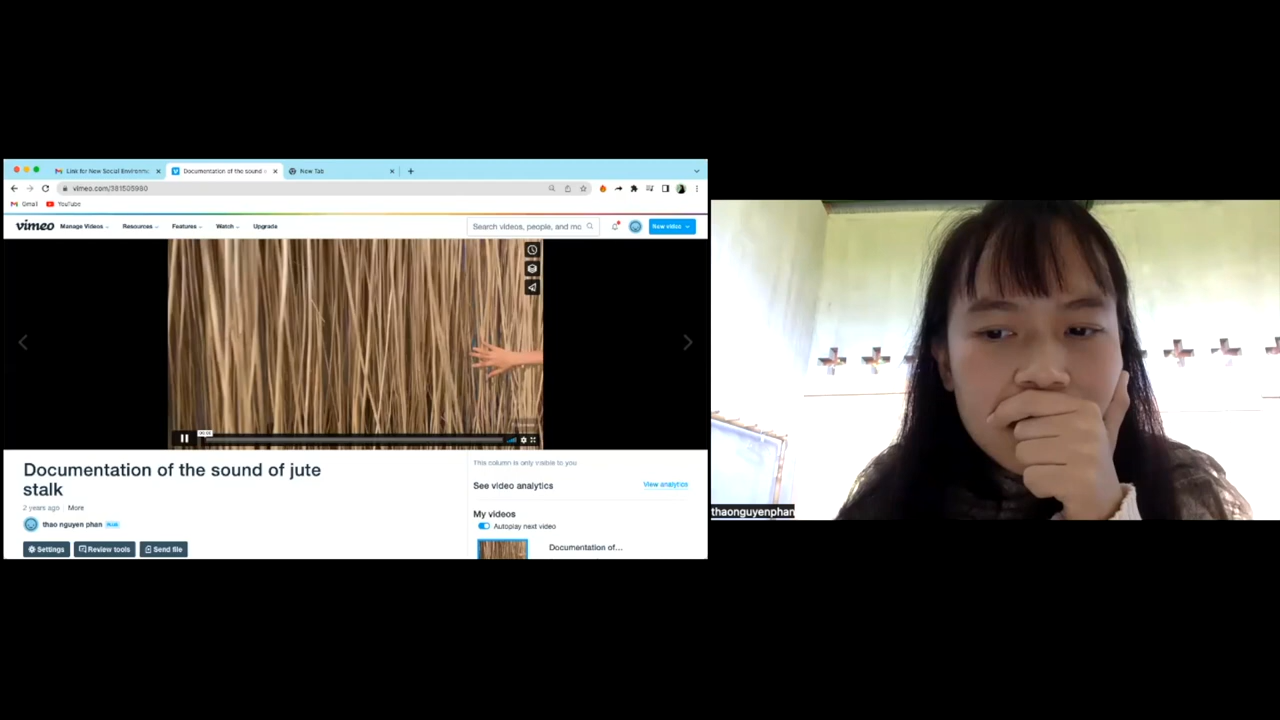 Link for New Social Environme
Documentation of the sound
New Tab
vimeo.com/381505980
Gmail
YouTube
vimeo
Manage Videos
Resources
Features
Watch
Upgrade
Search videos, people, and mo
New video
00:00
Documentation of the sound of jute
stalk
2 years ago
More
thao nguyen phan
PLUS
Settings
Review tools
Send file
This column is only visible to you
See video analytics
View analytics
My videos
Autoplay next video
Documentation of...
thaonguyenphan